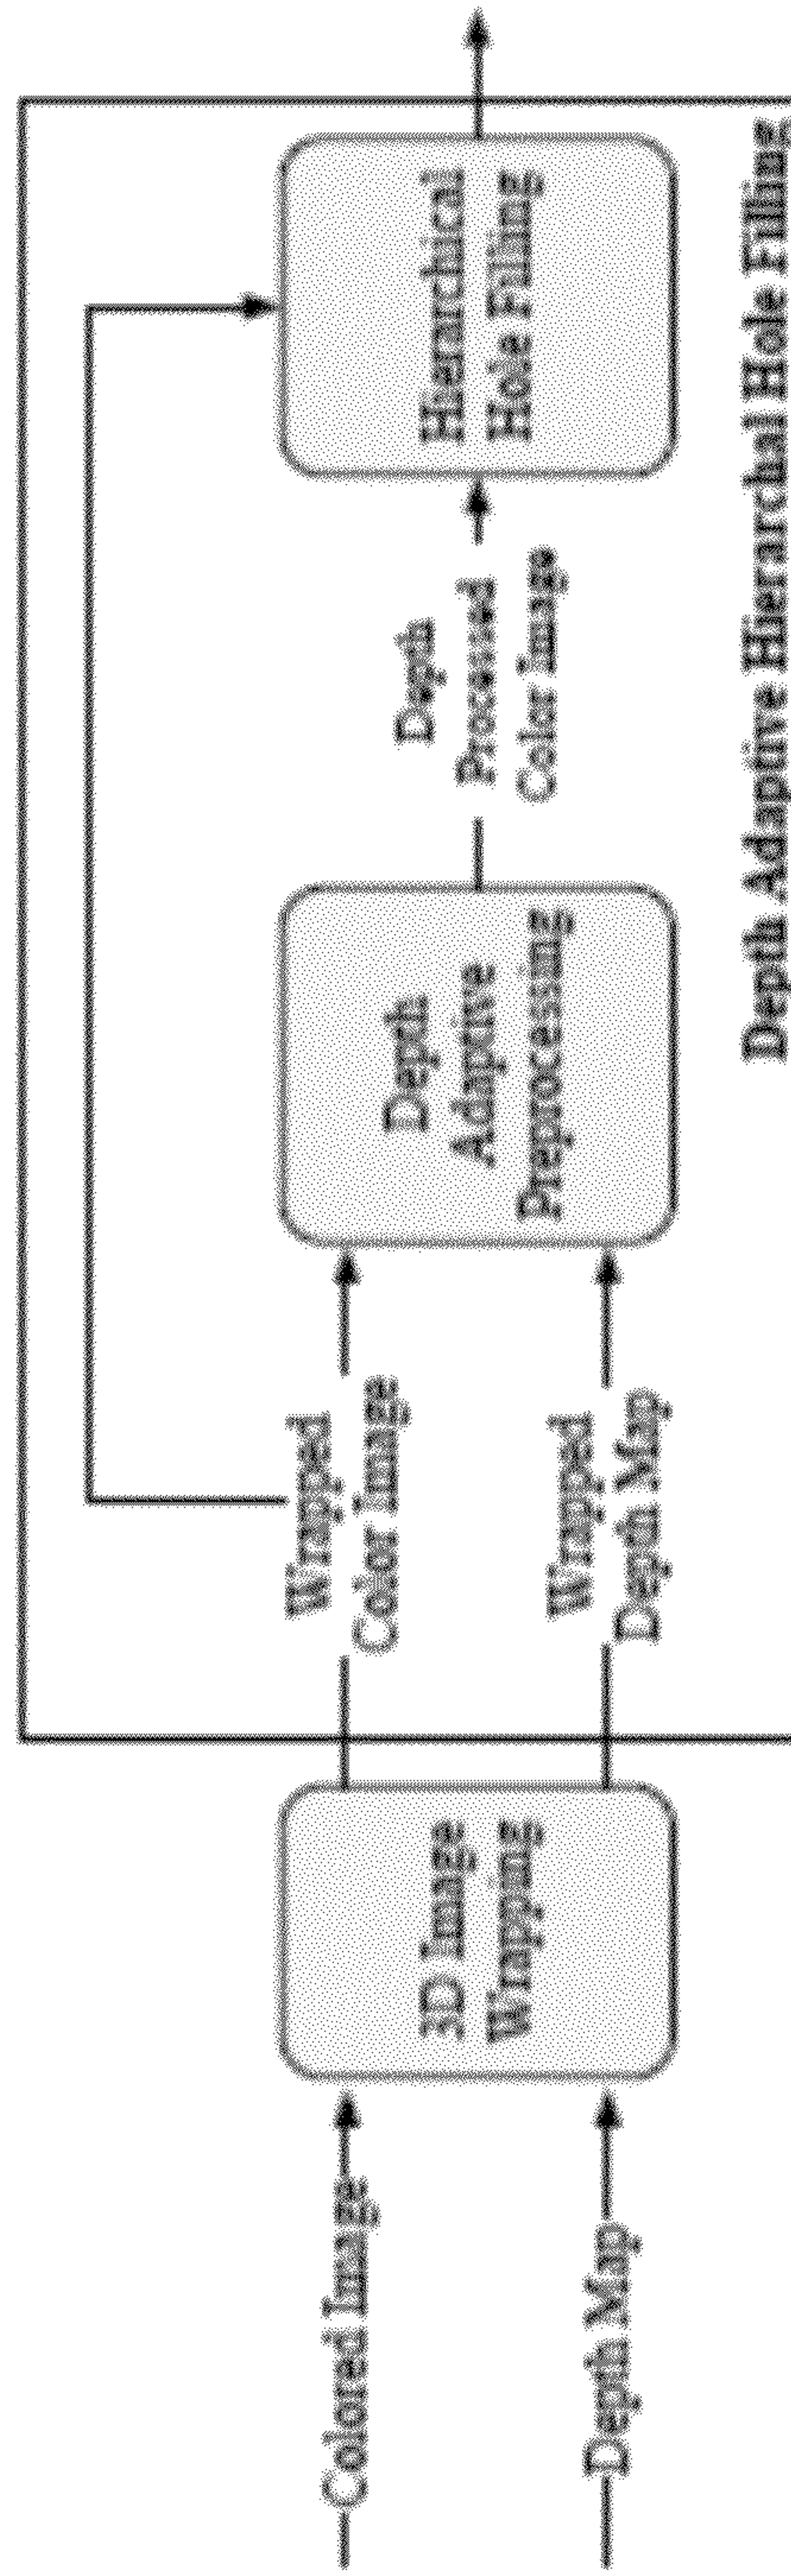 Colored Image
Depth Map
3D Image
Wrapping
Wrapped
Color Image
Wrapped
Depth Map
Depth
Adaptive
Preprocessing
Depth
Processed
Color Image
Hierarchical
Hole Filling
Depth Adaptive Hierarchal Hole Filling